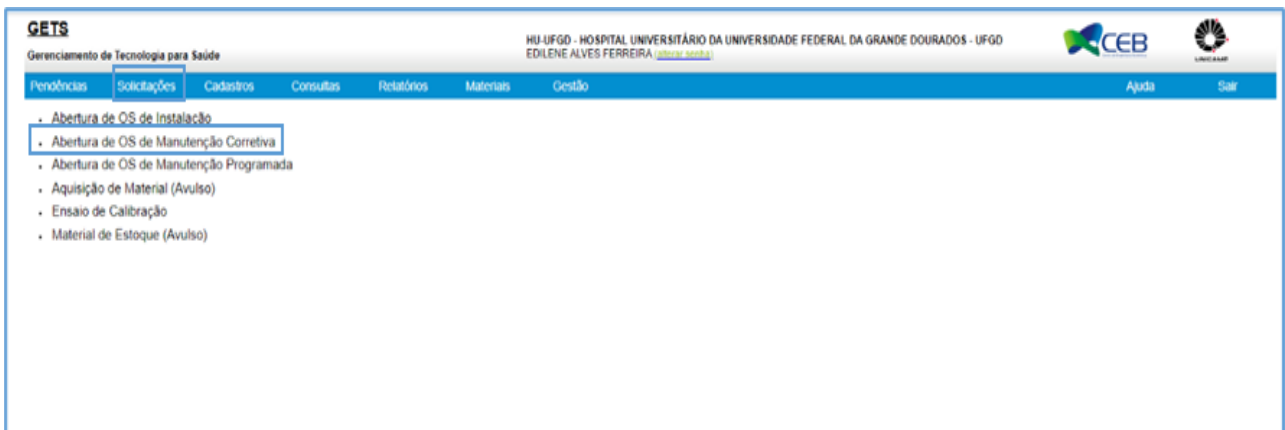 GETS
Gerenciamento de Tecnologia para Saúde
HU-UFGD - HOSPITAL UNIVERSITÁRIO DA UNIVERSIDADE FEDERAL DA GRANDE DOURADOS - UFGD
EDILENE ALVES FERREIRA (alterar senha)
CEB
UNICAMP
Pendências Solicitações Cadastros Consultas Relatórios Materiais Gestão Ajuda Sair
Abertura de OS de Instalação
Abertura de OS de Manutenção Corretiva
Abertura de OS de Manutenção Programada
Aquisição de Material (Avulso)
Ensaio de Calibração
Material de Estoque (Avulso)